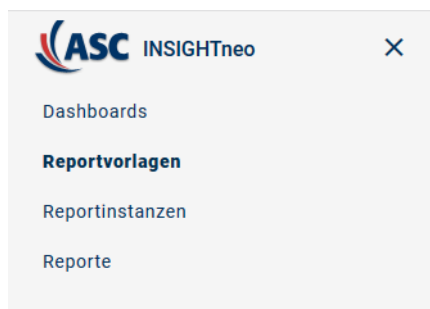 ASC INSIGHTneo
Dashboards
Reportvorlagen
Reportinstanzen
Reporte